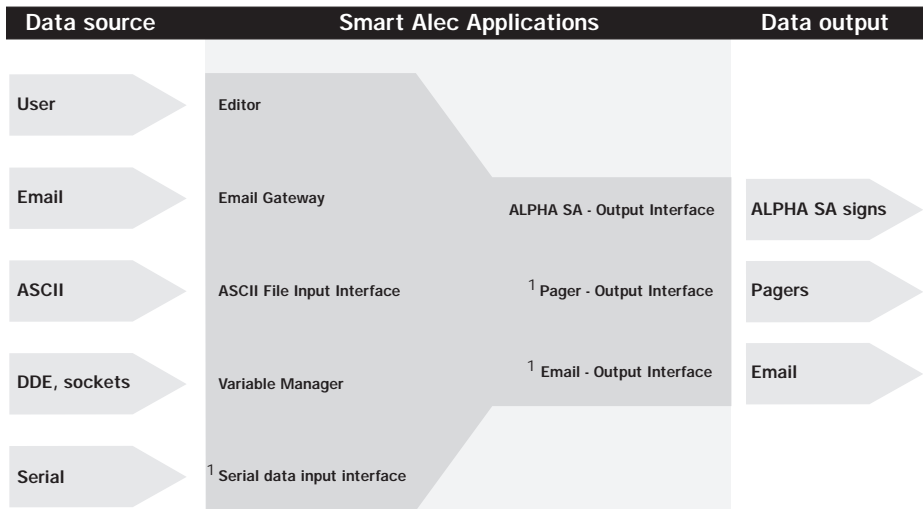 Data source Smart Alec Applications Data output
User Editor
Email Email Gateway
ALPHA SA - Output Interface ALPHA SA signs
ASCII ASCII File Input Interface 1 Pager - Output Interface Pagers
1 Email - Output Interface Email
DDE, sockets Variable Manager
Serial 1 Serial data input interface